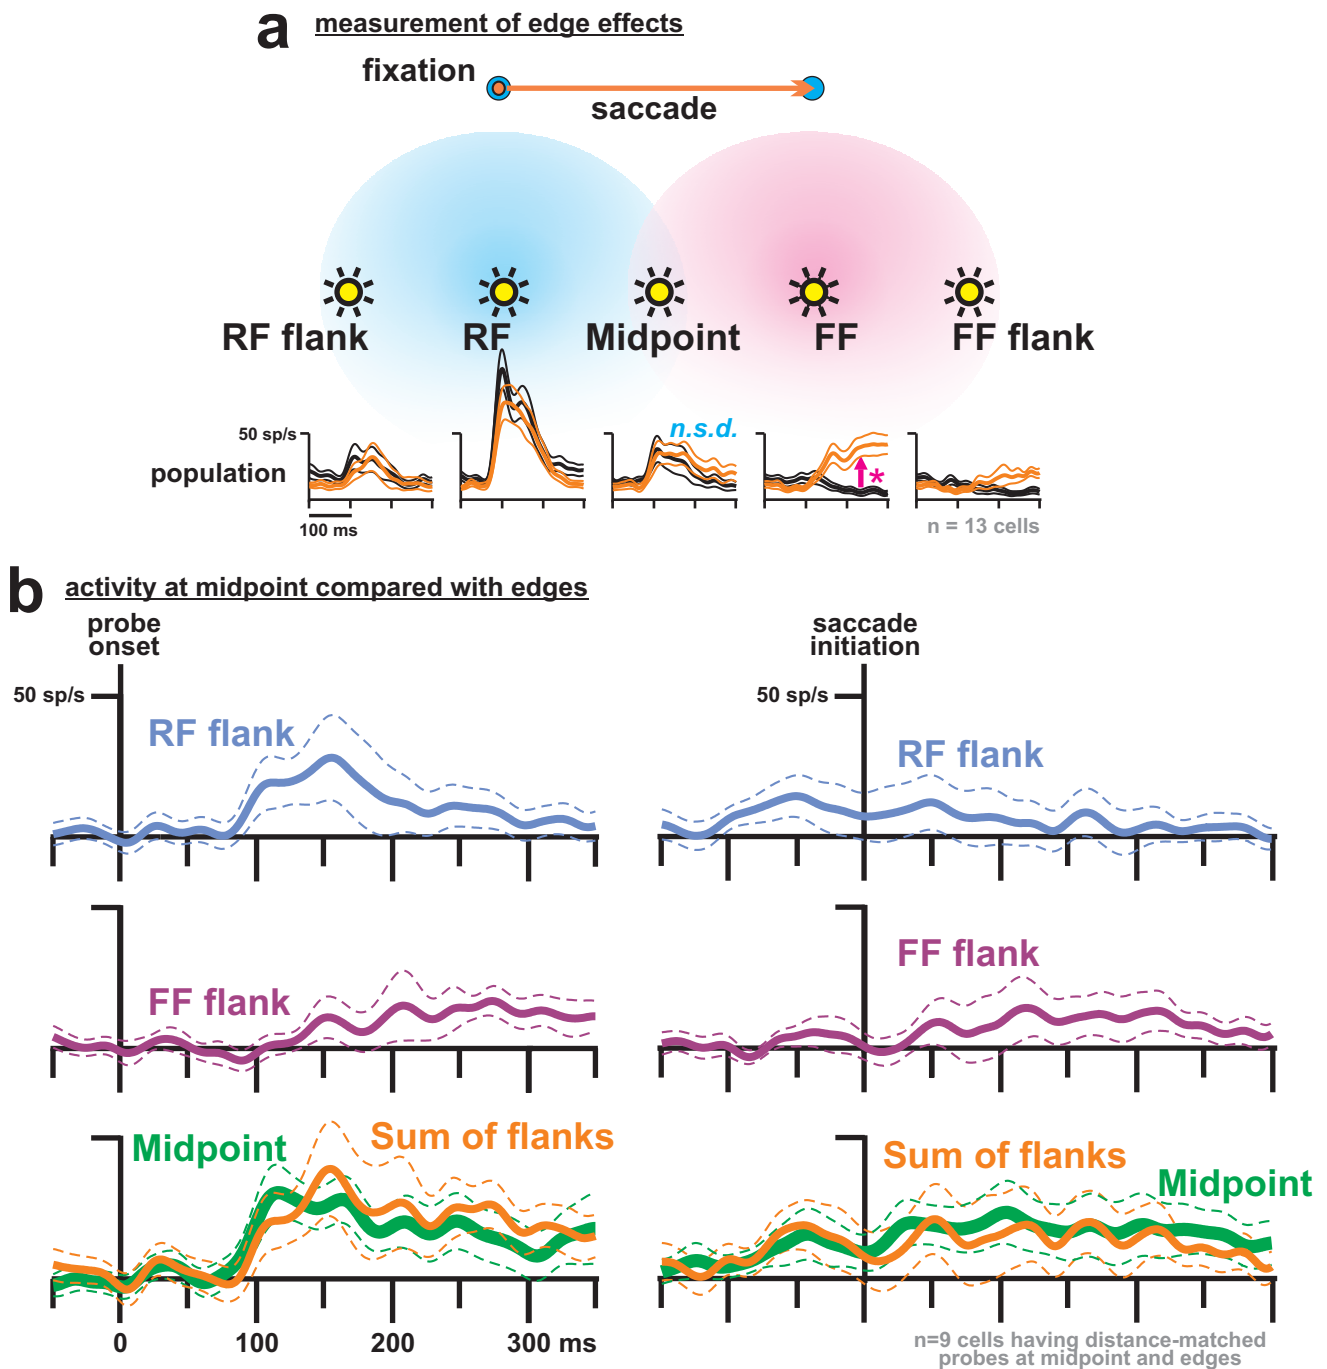 a measurement of edge effects
fixation
saccade
RF flank RF Midpoint FF FF flank
50 sp/s
n.s.d.
population
*
100 ms
n = 13 cells
b activity at midpoint compared with edges
probe
onset
saccade
initiation
50 sp/s
50 sp/s
RF flank
RF flank
FF flank
FF flank
Midpoint
Sum of flanks
Sum of flanks
Midpoint
0 100 200 300 ms
n=9 cells having distance-matched
probes at midpoint and edges